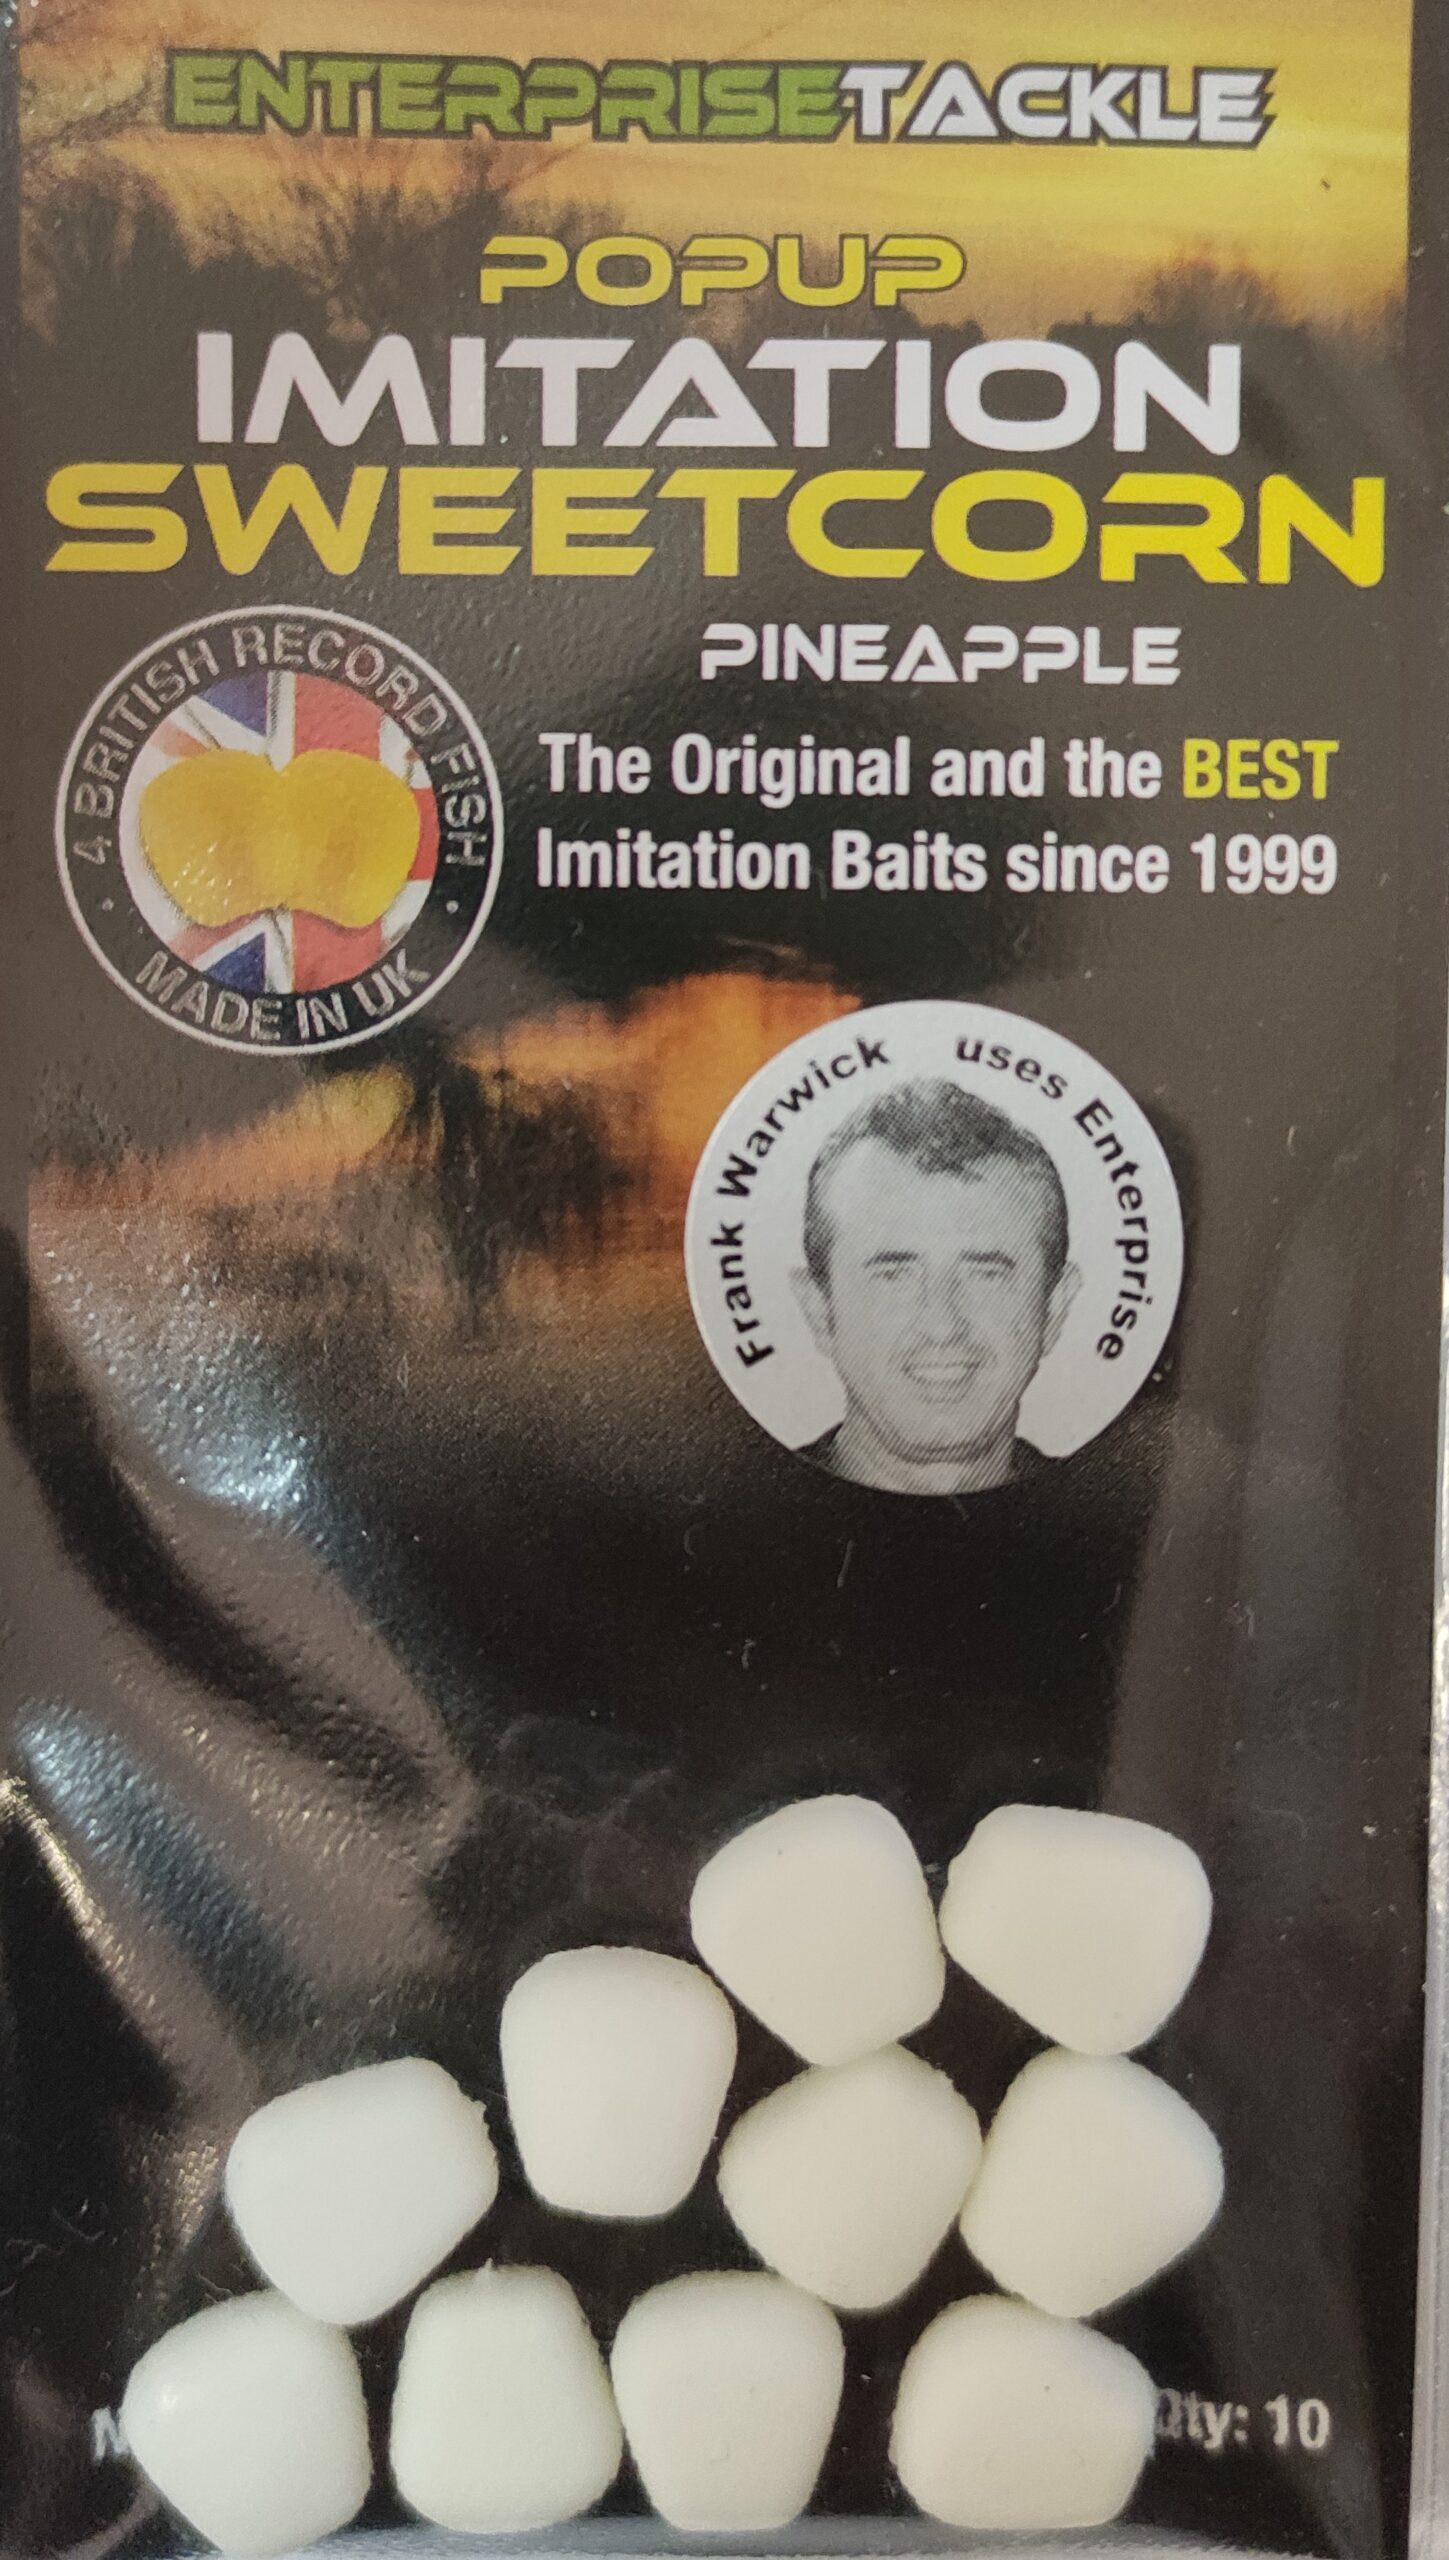 ENTERPRISETACKLE
POPUP
IMITATION
SWEETCORN
PINEAPPLE
4 BRITISH RECORD FISH
MADE IN UK
The Original and the BEST
Imitation Baits since 1999
Frank Warwick uses Enterprise
Qty: 10